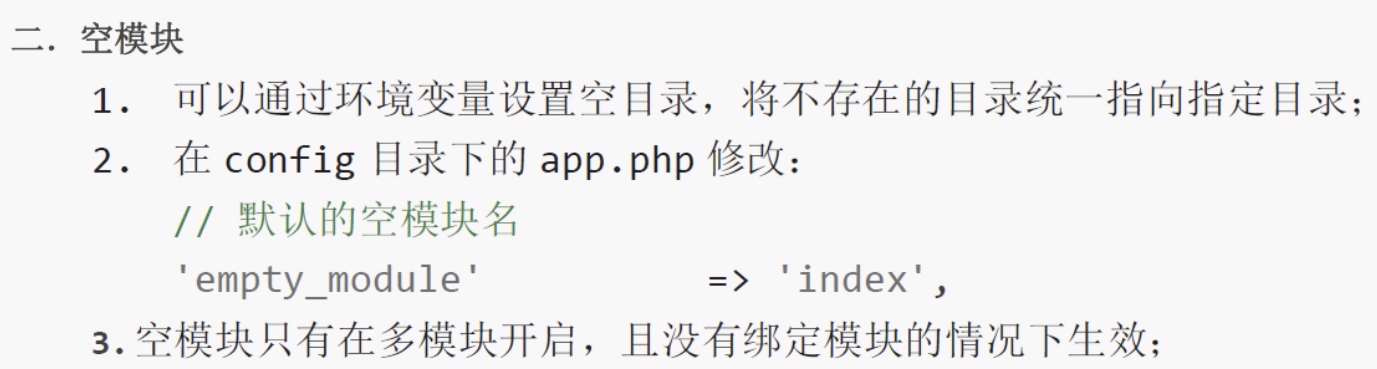 二. 空模块
1. 可以通过环境变量设置空目录，将不存在的目录统一指向指定目录；
2. 在 config 目录下的 app.php 修改：
// 默认的空模块名
'empty_module' => 'index',
3.空模块只有在多模块开启，且没有绑定模块的情况下生效；